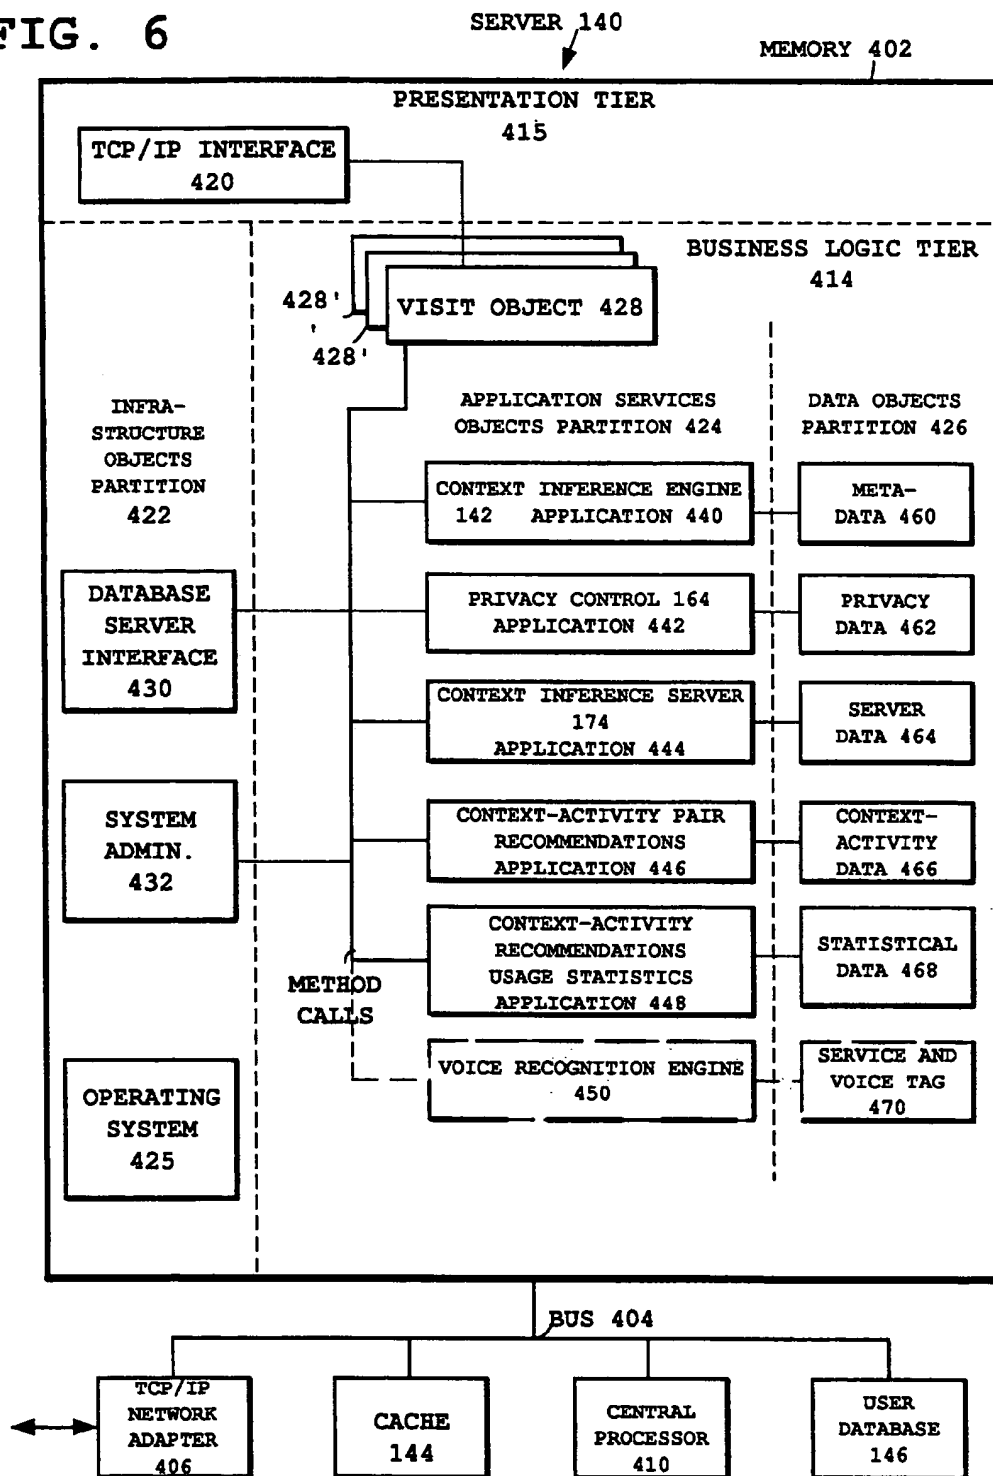 FIG. 6
SERVER 140
MEMORY 402
PRESENTATION TIER
415
TCP/IP INTERFACE
420
BUSINESS LOGIC TIER
414
VISIT OBJECT 428
428'
'
428'
INFRA-
STRUCTURE
OBJECTS
PARTITION
422
APPLICATION SERVICES
OBJECTS PARTITION 424
DATA OBJECTS
PARTITION 426
CONTEXT INFERENCE ENGINE
142 APPLICATION 440
META-
DATA 460
DATABASE
SERVER
INTERFACE
430
PRIVACY CONTROL 164
APPLICATION 442
PRIVACY
DATA 462
CONTEXT INFERENCE SERVER
174
APPLICATION 444
SERVER
DATA 464
SYSTEM
ADMIN.
432
CONTEXT-ACTIVITY PAIR
RECOMMENDATIONS
APPLICATION 446
CONTEXT-
ACTIVITY
DATA 466
CONTEXT-ACTIVITY
RECOMMENDATIONS
USAGE STATISTICS
APPLICATION 448
STATISTICAL
DATA 468
METHOD
CALLS
OPERATING
SYSTEM
425
VOICE RECOGNITION ENGINE
450
SERVICE AND
VOICE TAG
470
BUS 404
TCP/IP
NETWORK
ADAPTER
406
CACHE
144
CENTRAL
PROCESSOR
410
USER
DATABASE
146